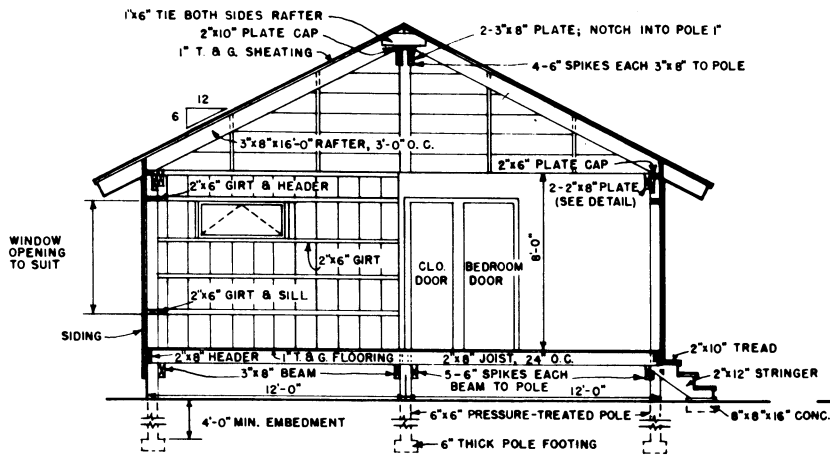 1"x6" TIE BOTH SIDES RAFTER
2"x10" PLATE CAP
1" T. & G. SHEATING
2-3"x8" PLATE; NOTCH INTO POLE 1"
4-6" SPIKES EACH 3"x8" TO POLE
12
6
3"x8"x16'-0" RAFTER, 3'-0" O.C.
2"x6" PLATE CAP
2"x6" GIRT & HEADER
2-2"x8" PLATE
(SEE DETAIL)
WINDOW
OPENING
TO SUIT
2"x6" GIRT
CLO.
DOOR
BEDROOM
DOOR
8'-0"
2"x6" GIRT & SILL
SIDING
2"x8" HEADER
1" T. & G. FLOORING
2"x8" JOIST, 24" O.C.
2"x10" TREAD
3"x8" BEAM
5-6" SPIKES EACH
BEAM TO POLE
2"x12" STRINGER
12'-0"
12'-0"
4'-0" MIN. EMBEDMENT
6"x6" PRESSURE-TREATED POLE
8"x8"x16" CONC.
6" THICK POLE FOOTING